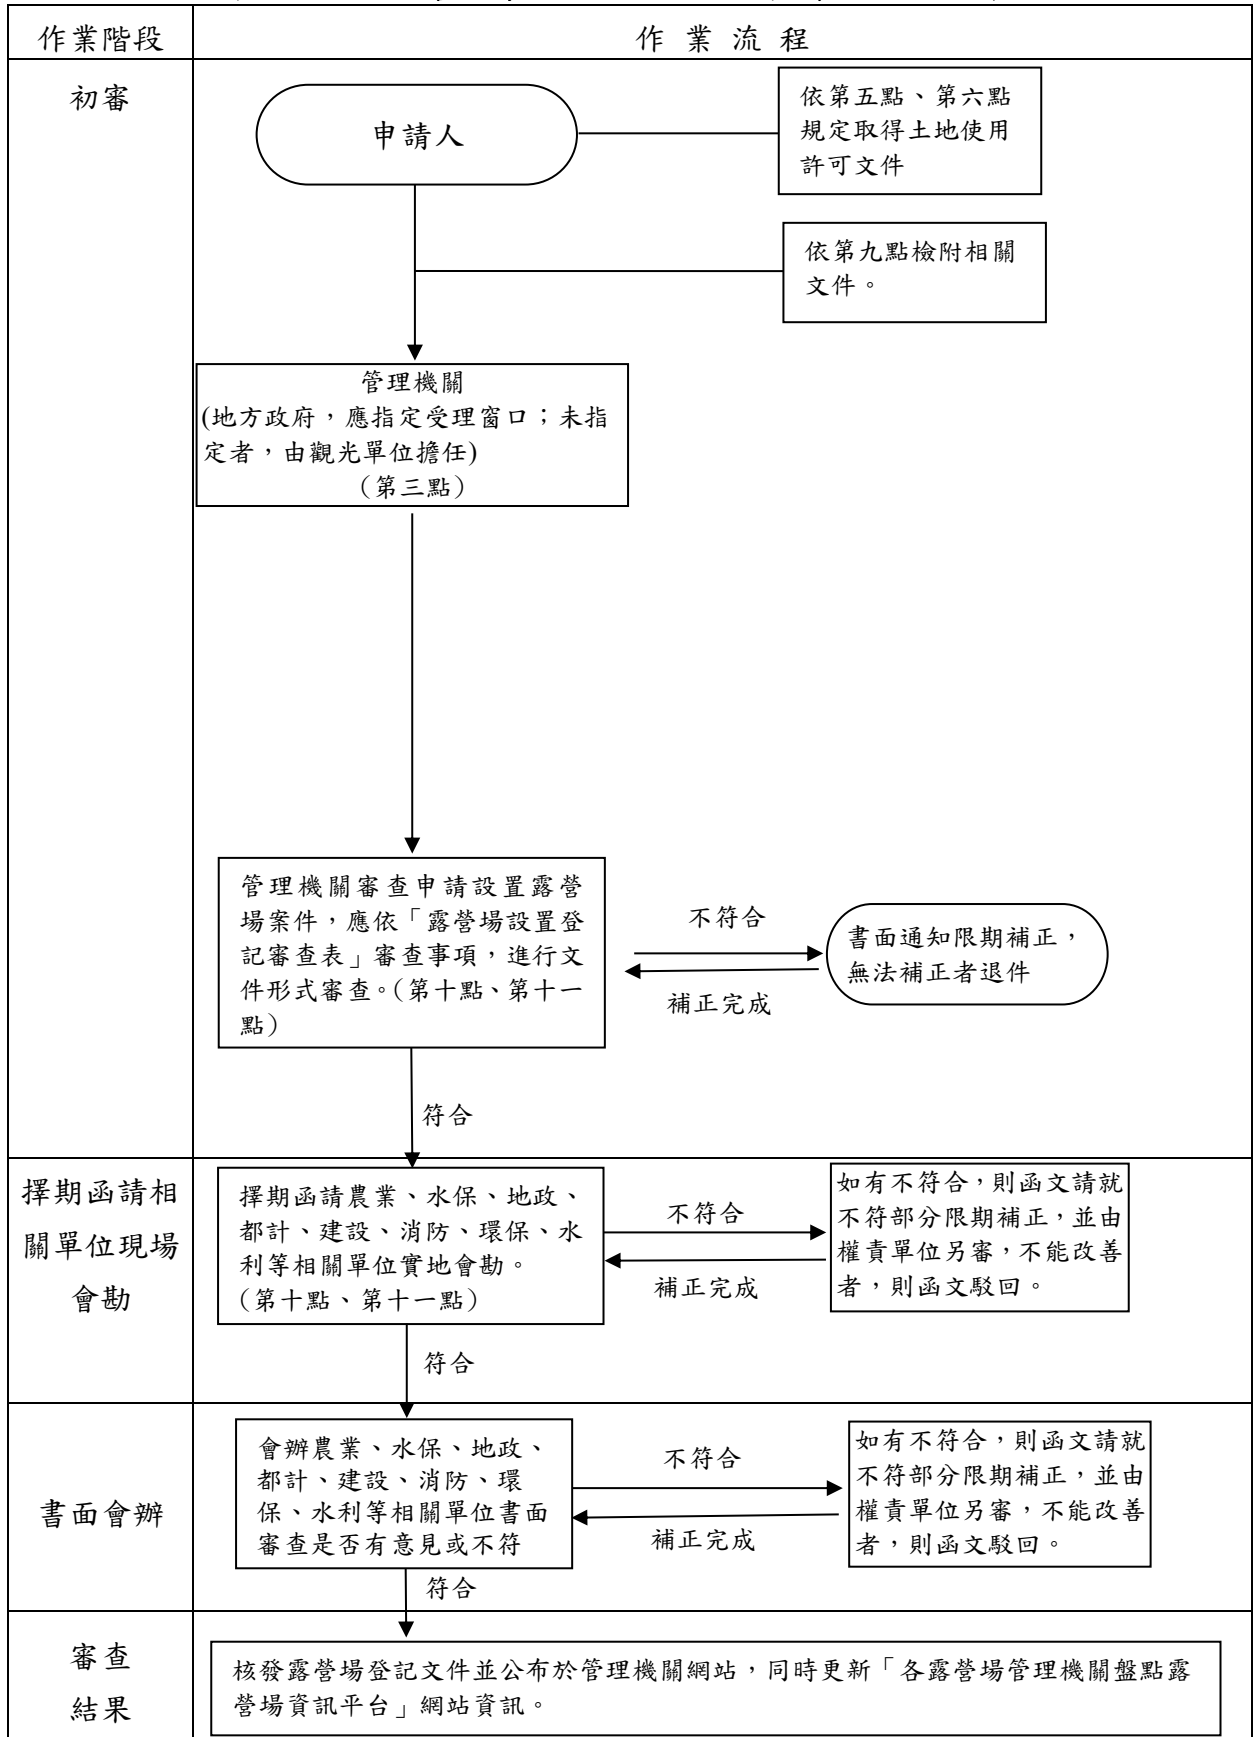 作業階段
作 業 流 程
初審
申請人
依第五點、第六點
規定取得土地使用
許可文件
依第九點檢附相關
文件。
管理機關
(地方政府，應指定受理窗口；未指
定者，由觀光單位擔任)
（第三點）
管理機關審查申請設置露營
場案件，應依「露營場設置登
記審查表」審查事項，進行文
件形式審查。（第十點、第十一
點）
不符合
補正完成
書面通知限期補正，
無法補正者退件
符合
擇期函請相
關單位現場
會勘
擇期函請農業、水保、地政、
都計、建設、消防、環保、水
利等相關單位實地會勘。
（第十點、第十一點）
不符合
補正完成
如有不符合，則函文請就
不符部分限期補正，並由
權責單位另審，不能改善
者，則函文駁回。
符合
書面會辦
會辦農業、水保、地政、
都計、建設、消防、環
保、水利等相關單位書面
審查是否有意見或不符
不符合
補正完成
如有不符合，則函文請就
不符部分限期補正，並由
權責單位另審，不能改善
者，則函文駁回。
符合
審查
結果
核發露營場登記文件並公布於管理機關網站，同時更新「各露營場管理機關盤點露
營場資訊平台」網站資訊。